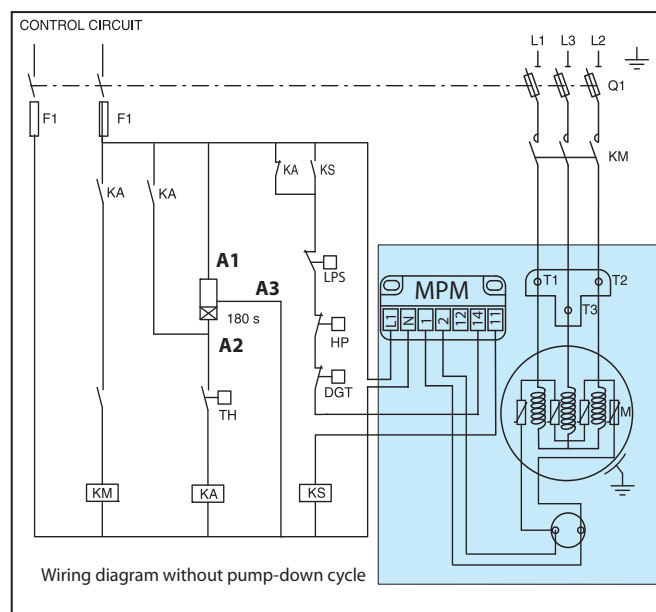 CONTROL CIRCUIT
L1 L3 L2
Q1
F1 F1
KM
KA KA KA KS
A1
A3
180 s
A2
LPS
HP
DGT
TH
MPM
L1 N 1 2 12 14 11
T1 T2
T3
M
KM KA KS
Wiring diagram without pump-down cycle